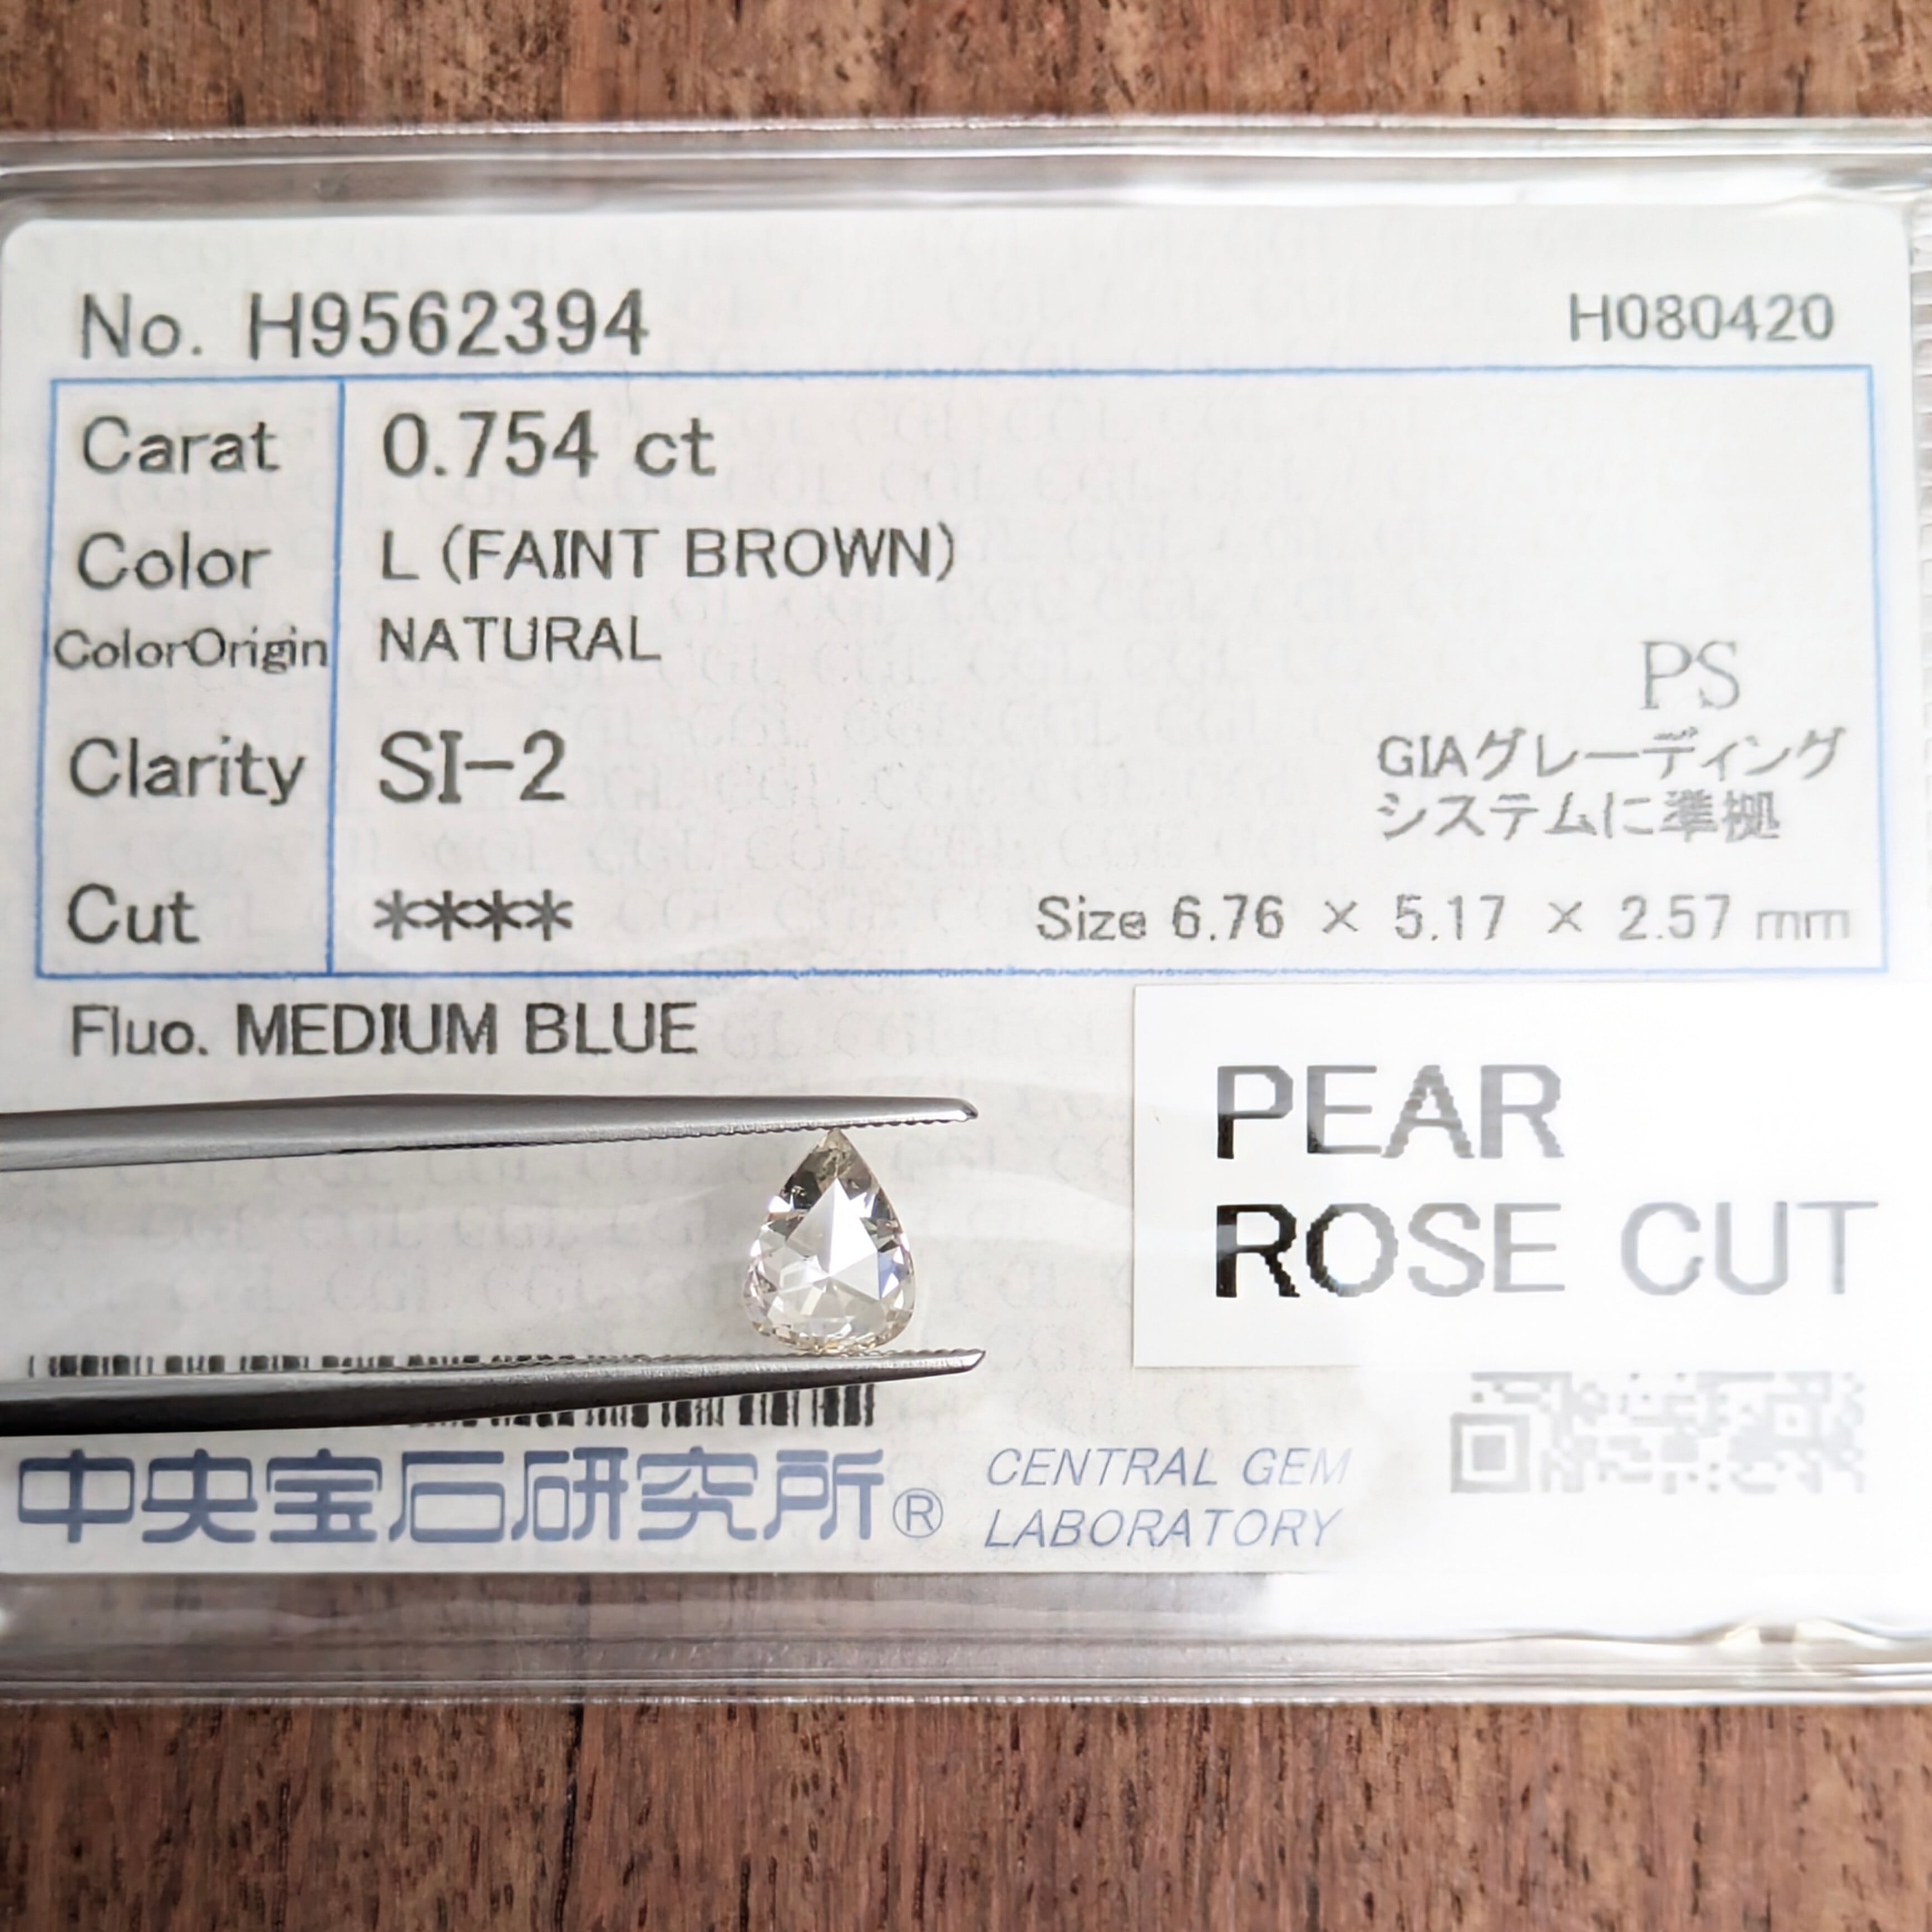 No. H9562394
H080420
Carat 0.754 ct
Color L (FAINT BROWN)
ColorOrigin NATURAL
PS
Clarity SI-2
GIAグレーディング
システムに準拠
Cut ****
Size 6.76 × 5.17 × 2.57 mm
Fluo. MEDIUM BLUE
PEAR
ROSE CUT
中央宝石研究所®
CENTRAL GEM
LABORATORY